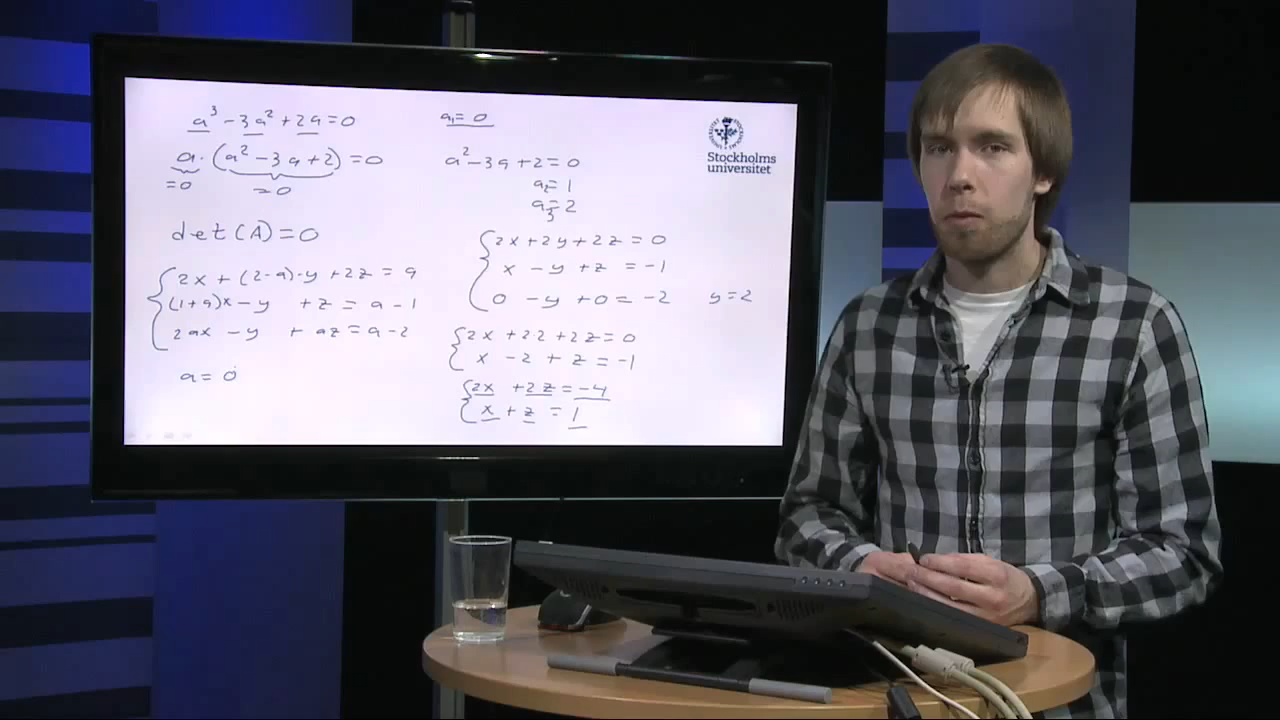 a³ - 3a² + 2a = 0
a · (a² - 3a + 2) = 0
= 0
= 0
det(A) = 0
2x + (2-a)·y + 2z = a
(1+a)x - y + z = a - 1
2ax - y + az = a - 2
a = 0
a₁ = 0
a² - 3a + 2 = 0
a₂ = 1
a₃ = 2
2x + 2y + 2z = 0
x - y + z = -1
0 - y + 0 = -2 y = 2
2x + 2·2 + 2z = 0
x - 2 + z = -1
2x + 2z = -4
x + z = 1
Stockholms
universitet